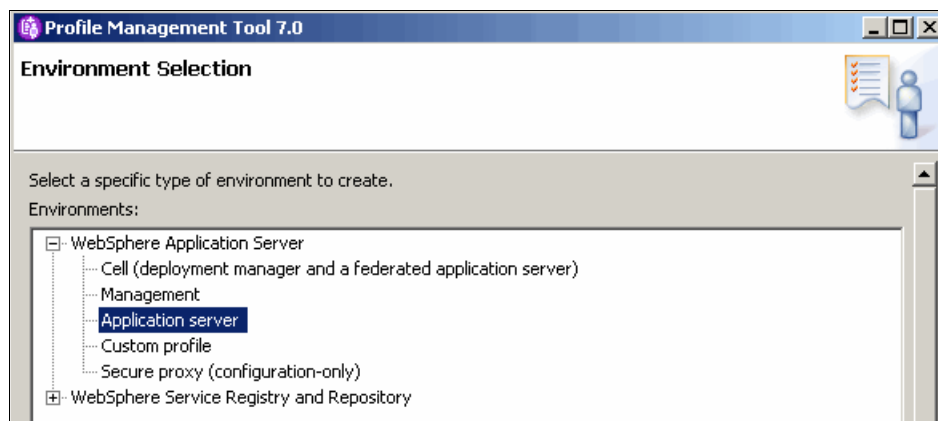 Profile Management Tool 7.0
Environment Selection
Select a specific type of environment to create.
Environments:
WebSphere Application Server
Cell (deployment manager and a federated application server)
Management
Application server
Custom profile
Secure proxy (configuration-only)
WebSphere Service Registry and Repository